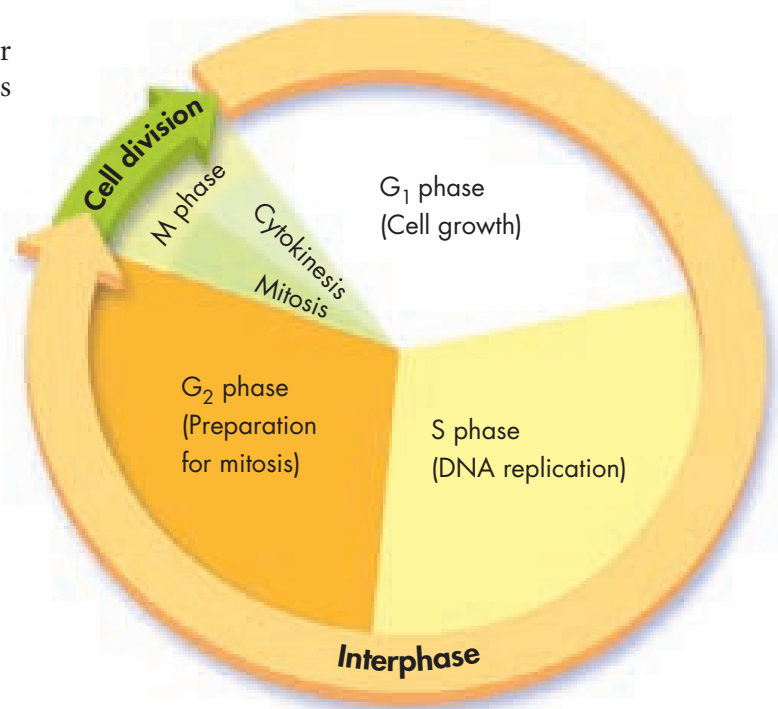 r
s
Cell division
M phase
Cytokinesis
Mitosis
G₁ phase
(Cell growth)
G₂ phase
(Preparation
for mitosis)
S phase
(DNA replication)
Interphase